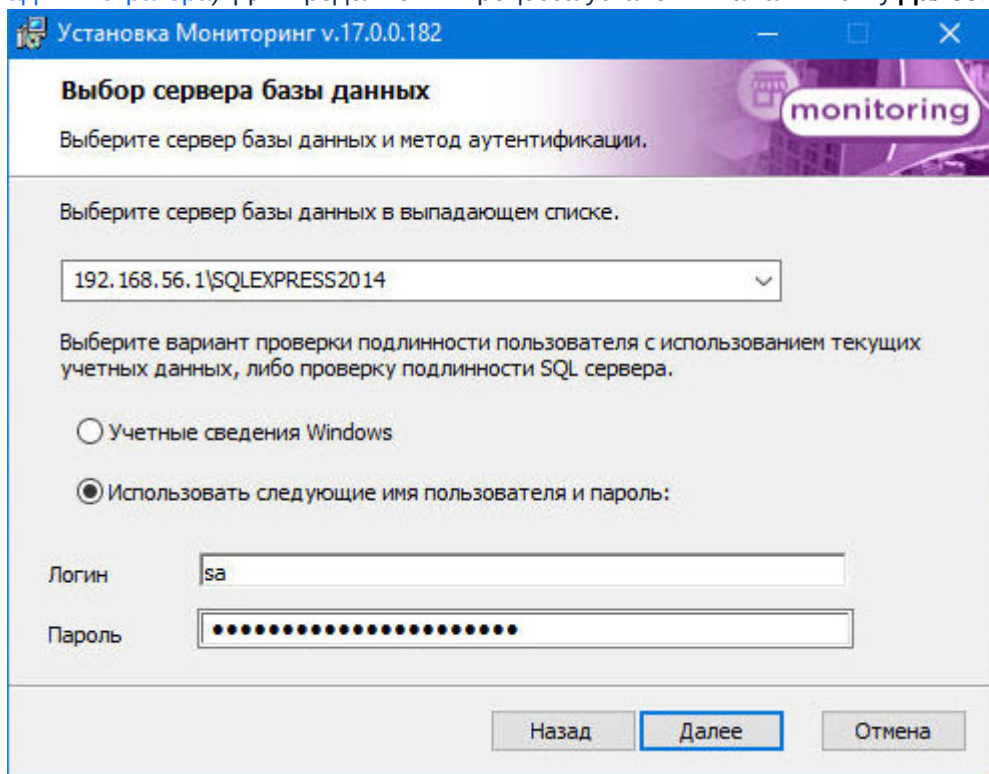 Установка Мониторинг v.17.0.0.182
Выбор сервера базы данных
monitoring
Выберите сервер базы данных и метод аутентификации.
Выберите сервер базы данных в выпадающем списке.
192.168.56.1\SQLEXPRESS2014
Выберите вариант проверки подлинности пользователя с использованием текущих
учетных данных, либо проверку подлинности SQL сервера.
Учетные сведения Windows
Использовать следующие имя пользователя и пароль:
Логин
sa
Пароль
Назад Далее Отмена